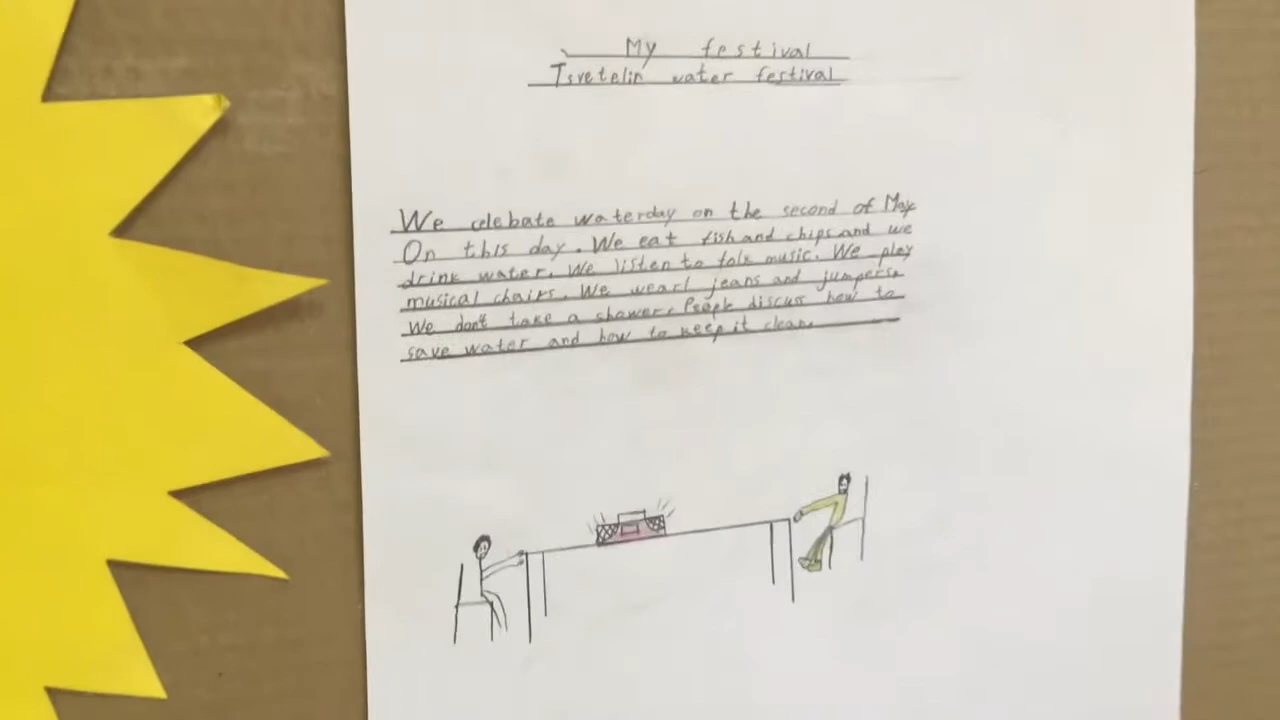 My festival
Tsvetelin water festival
We celebate waterday on the second of May
On this day. We eat fish and chips and we
drink water. We listen to folk music. We play
musical chairs. We wearl jeans and jumpers.
We don't take a shower. People discuss how to
save water and how to keep it clean.